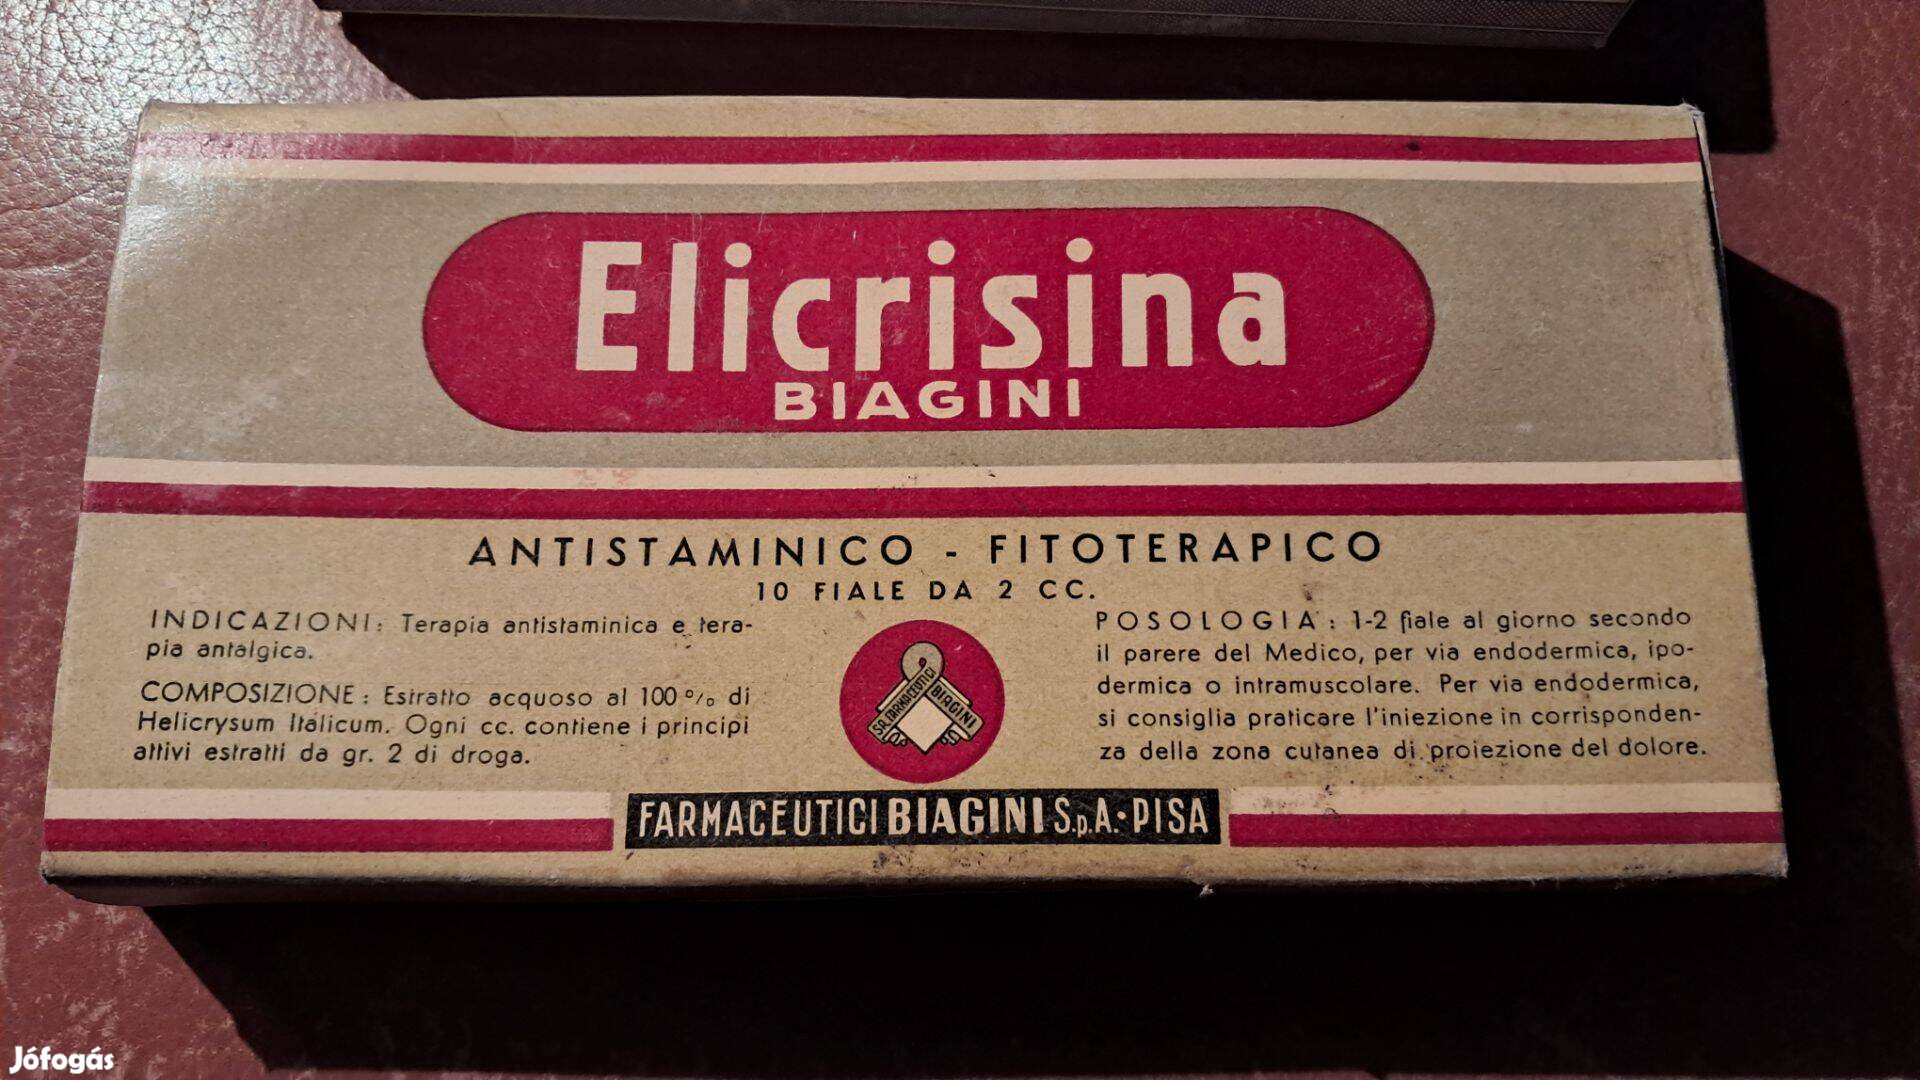 Elicrisina
BIAGINI
ANTISTAMINICO - FITOTERAPICO
10 FIALE DA 2 CC.
INDICAZIONI: Terapia antistaminica e tera-
pia antalgica.
COMPOSIZIONE: Estratto acquoso al 100% di
Helicrysum Italicum. Ogni cc. contiene i principi
attivi estratti da gr. 2 di droga.
S.A. FARMACEUTICI
BIAGINI
POSOLOGIA: 1-2 fiale al giorno secondo
il parere del Medico, per via endodermica, ipo-
dermica o intramuscolare. Per via endodermica,
si consiglia praticare l'iniezione in corrisponden-
za della zona cutanea di proiezione del dolore.
FARMACEUTICI BIAGINI S.p.A. • PISA
Jófogás